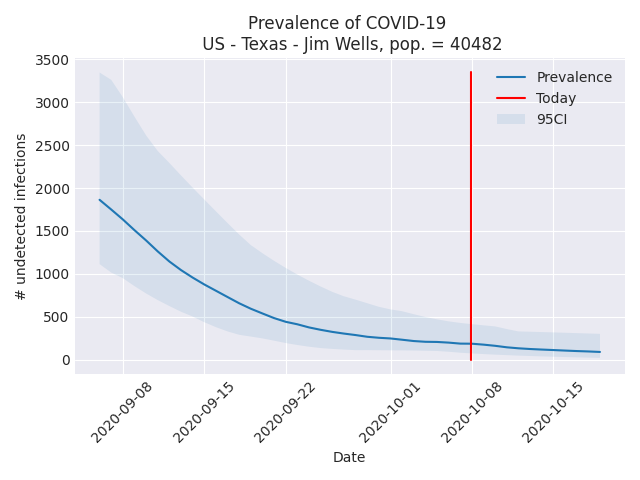 Prevalence of COVID-19
US - Texas - Jim Wells, pop. = 40482
3500
3000
2500
2000
1500
1000
500
0
# undetected infections
Prevalence
Today
95CI
2020-09-08
2020-09-15
2020-09-22
2020-10-01
2020-10-08
2020-10-15
Date